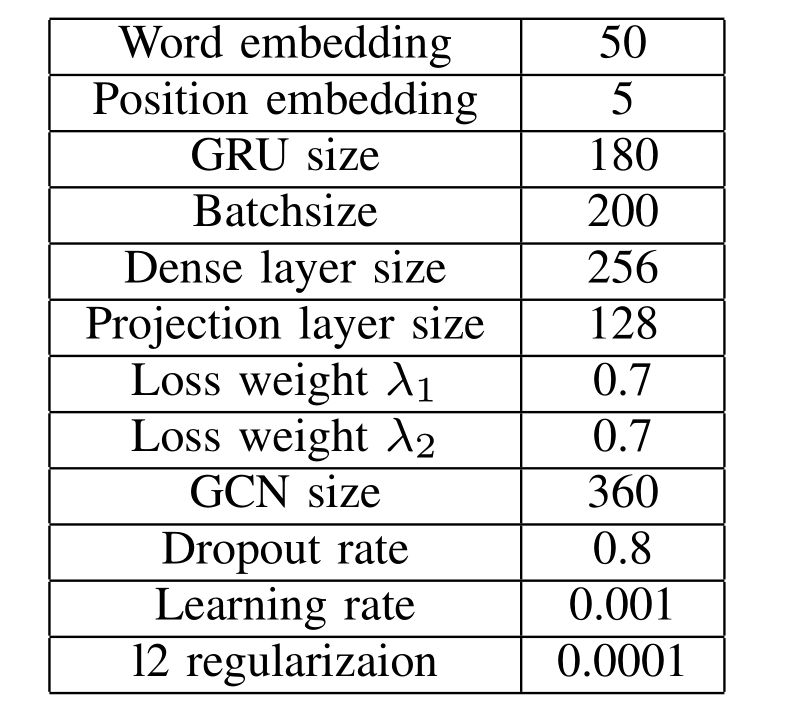 Word embedding 50
Position embedding 5
GRU size 180
Batchsize 200
Dense layer size 256
Projection layer size 128
Loss weight λ1 0.7
Loss weight λ2 0.7
GCN size 360
Dropout rate 0.8
Learning rate 0.001
l2 regularizaion 0.0001